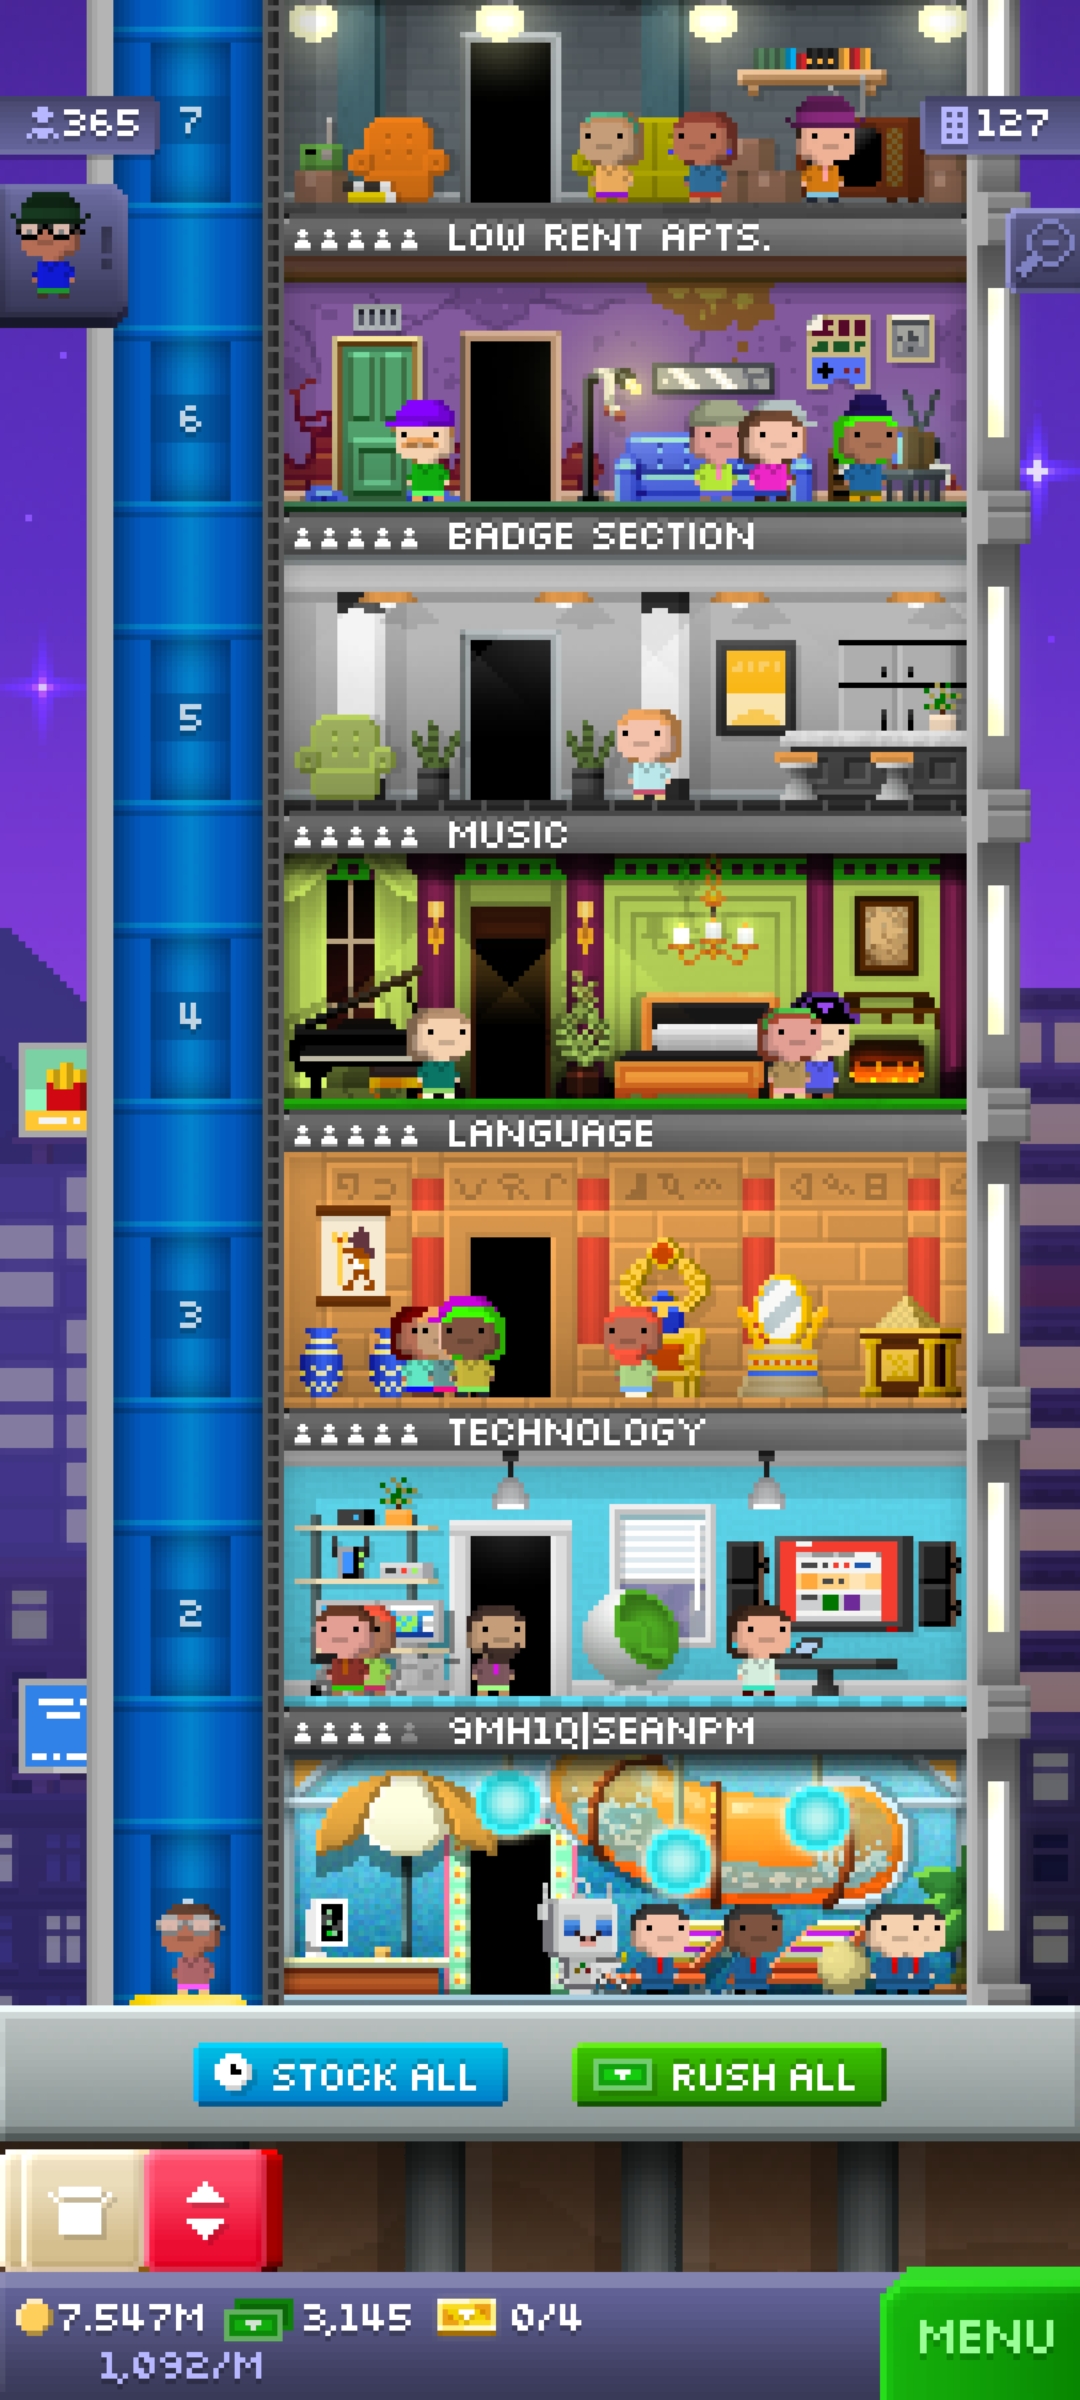 365
7
127
LOW RENT APTS.
6
BADGE SECTION
5
MUSIC
4
LANGUAGE
3
TECHNOLOGY
2
9MH1Q|SEANPM
STOCK ALL
RUSH ALL
7.547M
3,145
0/4
1,092/M
MENU